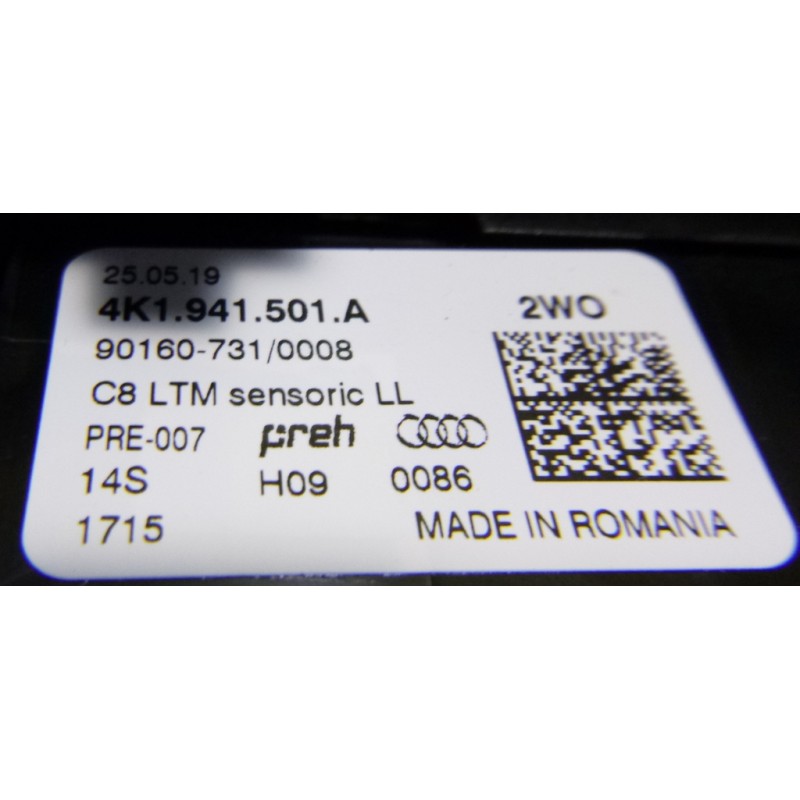 25.05.19
4K1.941.501.A 2WO
90160-731/0008
C8 LTM sensoric LL
PRE-007 preh
14S H09 0086
1715 MADE IN ROMANIA